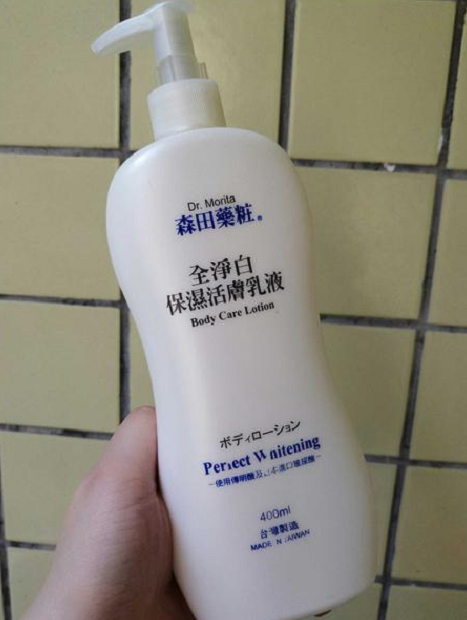 Dr. Morita
森田藥粧®
全淨白
保濕活膚乳液
Body Care Lotion
ボディローション
Perfect Whitening
400ml
台灣製造
MADE IN TAIWAN